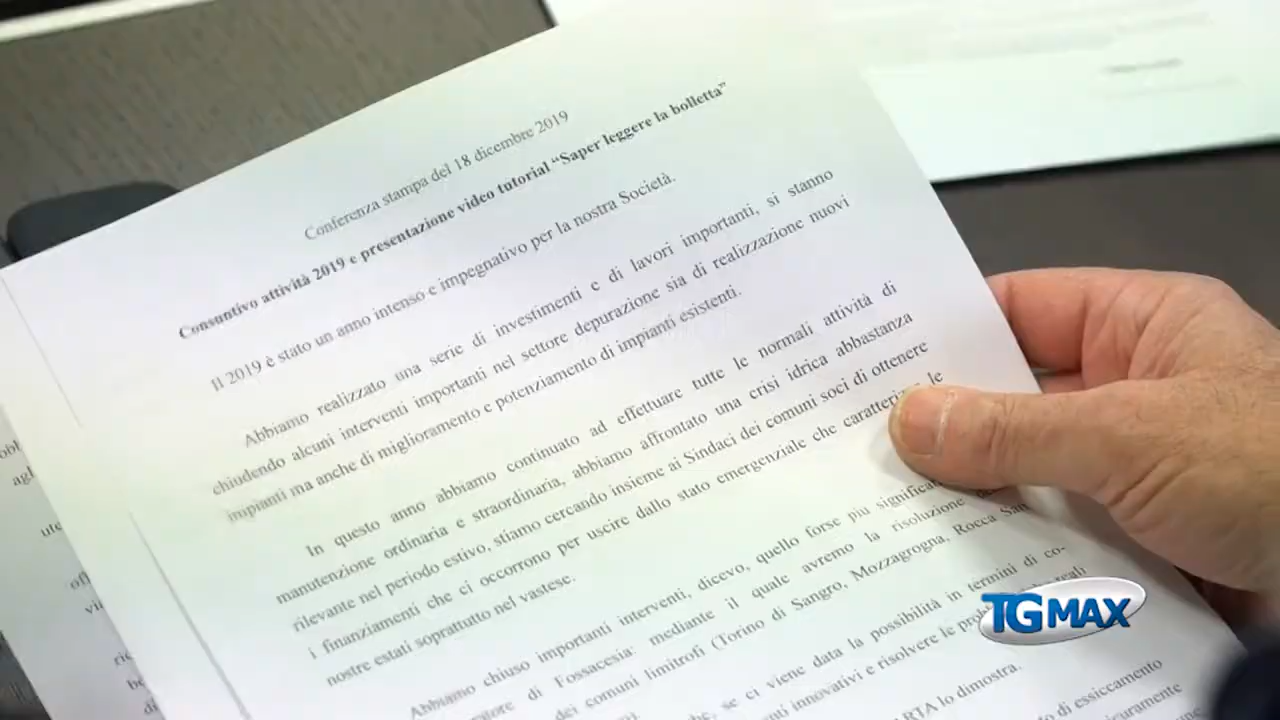 Conferenza stampa del 18 dicembre 2019
Consuntivo attività 2019 e presentazione video tutorial “Saper leggere la bolletta”
Il 2019 è stato un anno intenso e impegnativo per la nostra Società.
Abbiamo realizzato una serie di investimenti e di lavori importanti, si stanno
chiudendo alcuni interventi importanti nel settore depurazione sia di realizzazione nuovi
impianti ma anche di miglioramento e potenziamento di impianti esistenti.
In questo anno abbiamo continuato ad effettuare tutte le normali attività di
manutenzione ordinaria e straordinaria, abbiamo affrontato una crisi idrica abbastanza
rilevante nel periodo estivo, stiamo cercando insieme ai Sindaci dei comuni soci di ottenere
i finanziamenti che ci occorrono per uscire dallo stato emergenziale che le
nostre estati soprattutto nel vastese.
Abbiamo chiuso importanti interventi, dicevo, quello forse più
di Fossacesia: mediante il quale avremo la risoluzione
dei comuni limitrofi (Torino di Sangro, Mozzagrogna, Rocca San
se ci viene data la possibilità in termini di co-
innovativi e risolvere le reali
lo dimostra.
di essiccamento
TG MAX